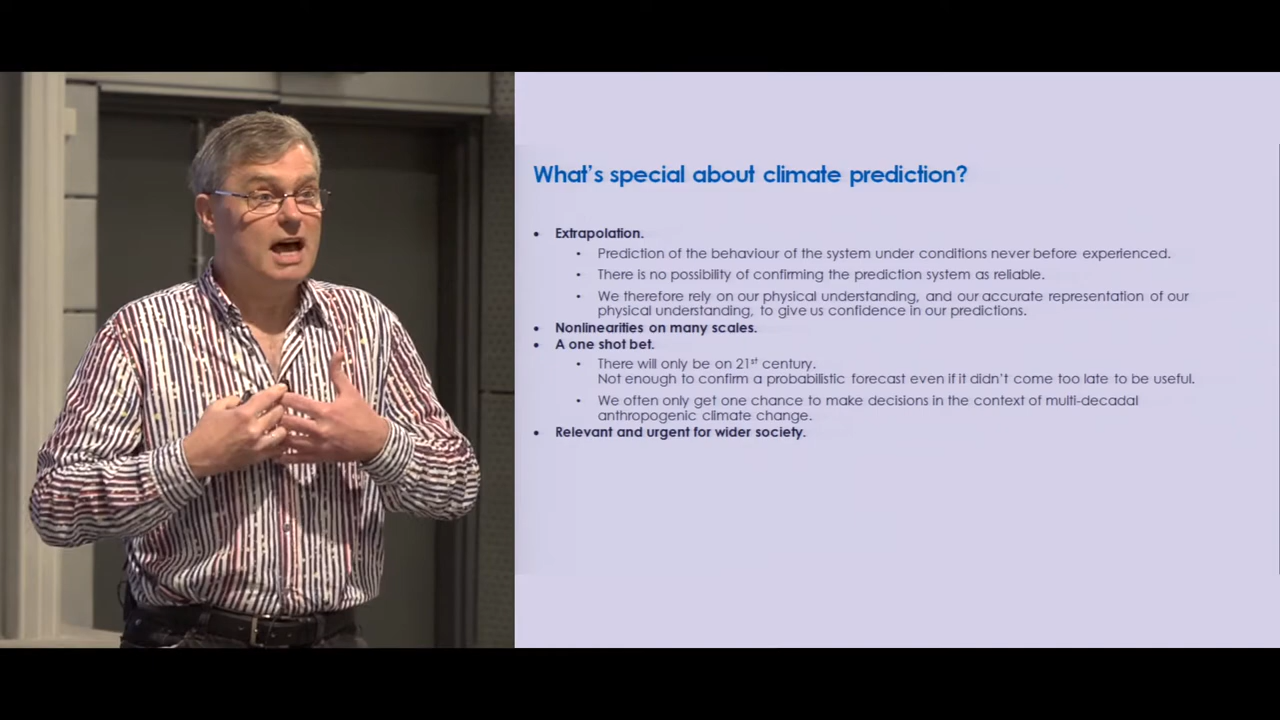 What's special about climate prediction?
• Extrapolation.
• Prediction of the behaviour of the system under conditions never before experienced.
• There is no possibility of confirming the prediction system as reliable.
• We therefore rely on our physical understanding, and our accurate representation of our
physical understanding, to give us confidence in our predictions.
• Nonlinearities on many scales.
• A one shot bet.
• There will only be on 21st century.
Not enough to confirm a probabilistic forecast even if it didn't come too late to be useful.
• We often only get one chance to make decisions in the context of multi-decadal
anthropogenic climate change.
• Relevant and urgent for wider society.